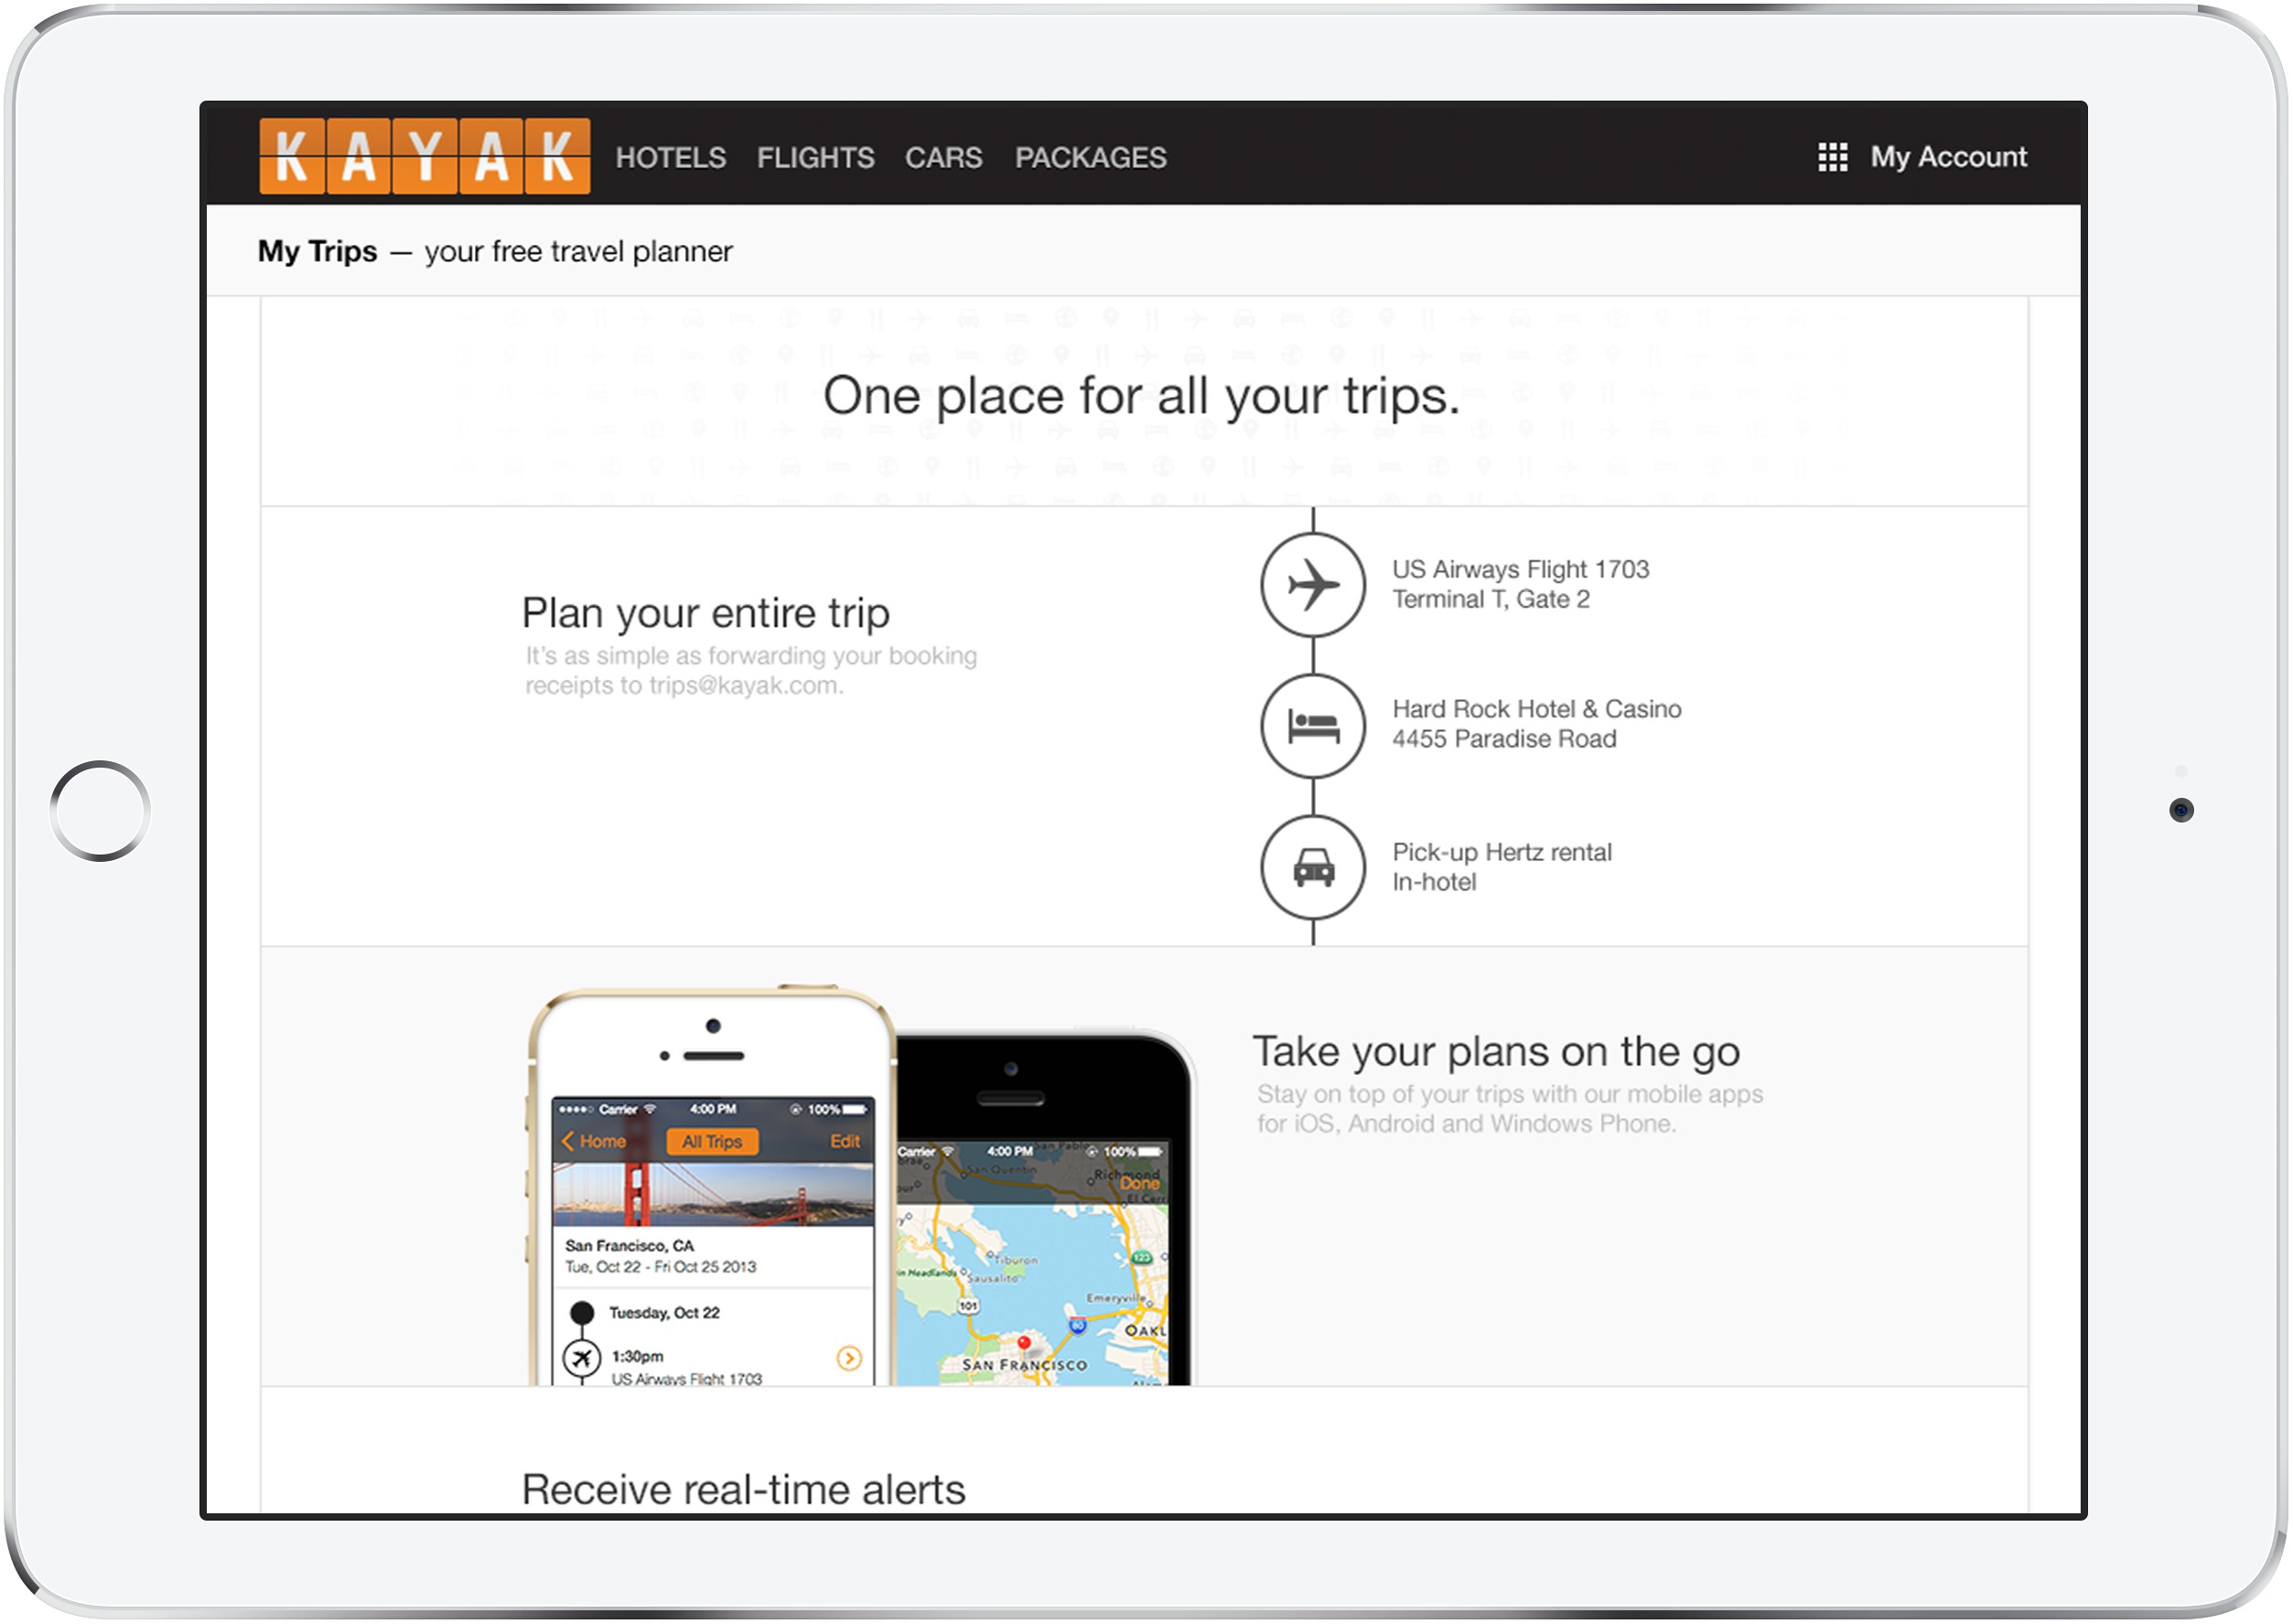 KAYAK HOTELS FLIGHTS CARS PACKAGES My Account
My Trips — your free travel planner
One place for all your trips.
Plan your entire trip
It's as simple as forwarding your booking
receipts to trips@kayak.com.
US Airways Flight 1703
Terminal T, Gate 2
Hard Rock Hotel & Casino
4455 Paradise Road
Pick-up Hertz rental
In-hotel
Carrier 4:00 PM 100%
Home All Trips Edit
San Francisco, CA
Tue, Oct 22 - Fri Oct 25 2013
Tuesday, Oct 22
1:30pm
US Airways Flight 1703
Carrier 4:00 PM 100%
San Pablo
San Quentin
Richmond
Done
El Cerr
Tiburon
123
in Headlands
Sausalito
101
Emeryville
80
OAKL
SAN FRANCISCO
Take your plans on the go
Stay on top of your trips with our mobile apps
for iOS, Android and Windows Phone.
Receive real-time alerts